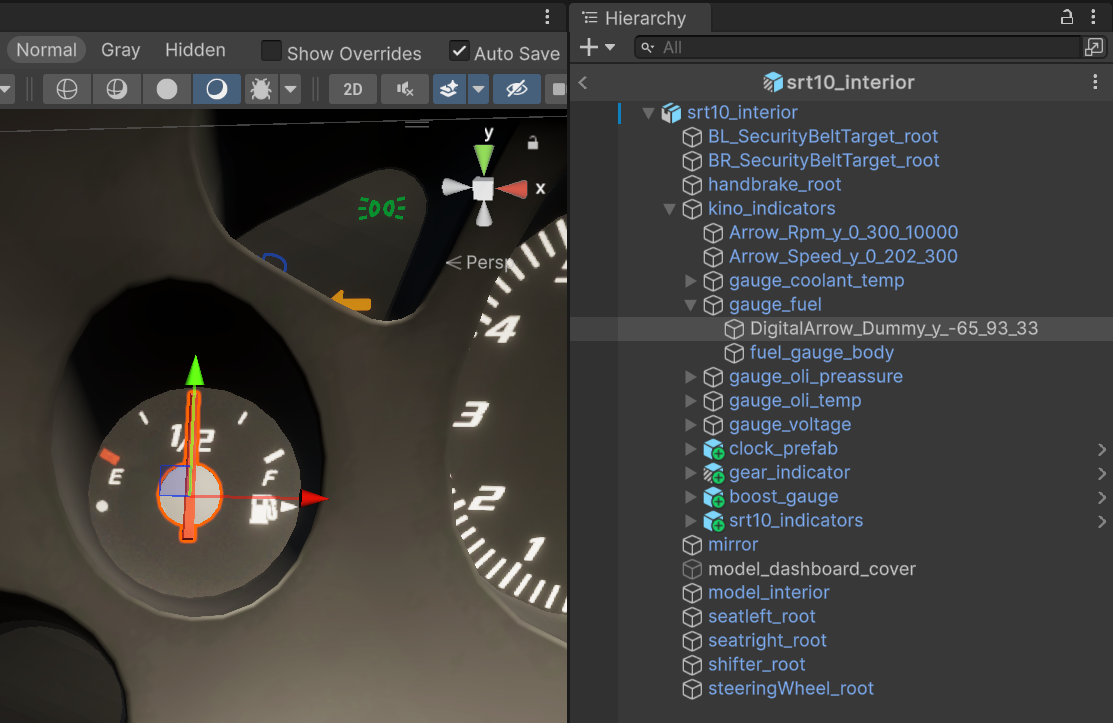 Hierarchy
Normal Gray Hidden Show Overrides Auto Save
All
2D
srt10_interior
srt10_interior
BL_SecurityBeltTarget_root
BR_SecurityBeltTarget_root
handbrake_root
kino_indicators
Arrow_Rpm_y_0_300_10000
Arrow_Speed_y_0_202_300
gauge_coolant_temp
gauge_fuel
DigitalArrow_Dummy_y_-65_93_33
fuel_gauge_body
gauge_oli_preassure
gauge_oli_temp
gauge_voltage
clock_prefab
gear_indicator
boost_gauge
srt10_indicators
mirror
model_dashboard_cover
model_interior
seatleft_root
seatright_root
shifter_root
steeringWheel_root
y
x
Persp
4
3
2
1
1/2
E
F